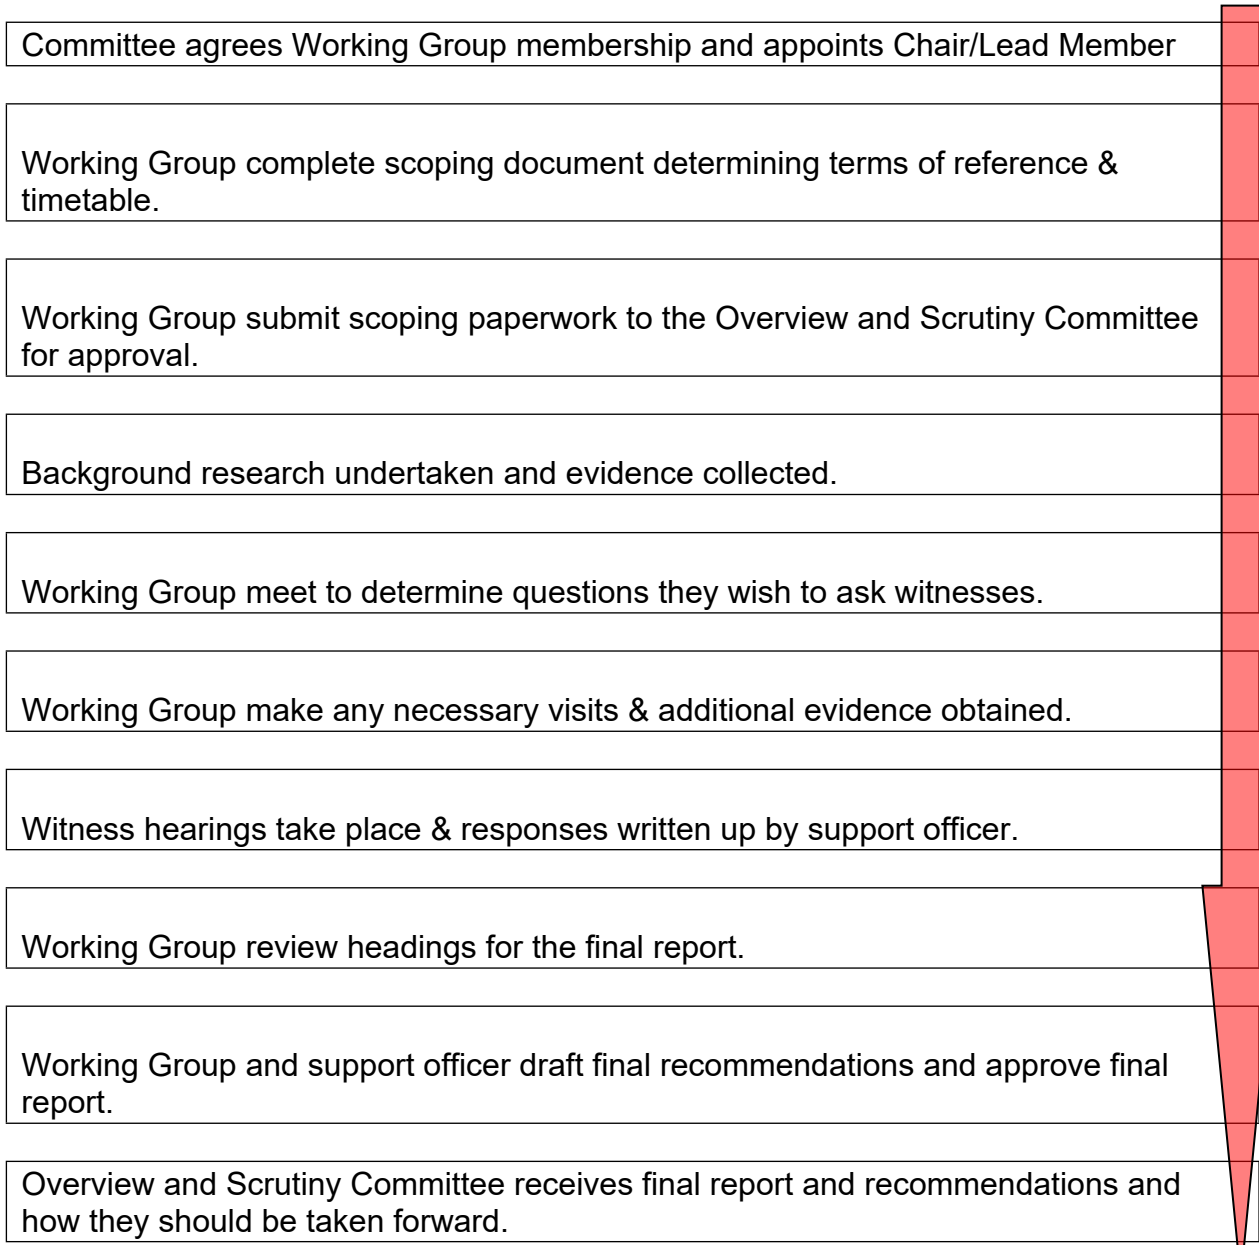 Committee agrees Working Group membership and appoints Chair/Lead Member
Working Group complete scoping document determining terms of reference &
timetable.
Working Group submit scoping paperwork to the Overview and Scrutiny Committee
for approval.
Background research undertaken and evidence collected.
Working Group meet to determine questions they wish to ask witnesses.
Working Group make any necessary visits & additional evidence obtained.
Witness hearings take place & responses written up by support officer.
Working Group review headings for the final report.
Working Group and support officer draft final recommendations and approve final
report.
Overview and Scrutiny Committee receives final report and recommendations and
how they should be taken forward.